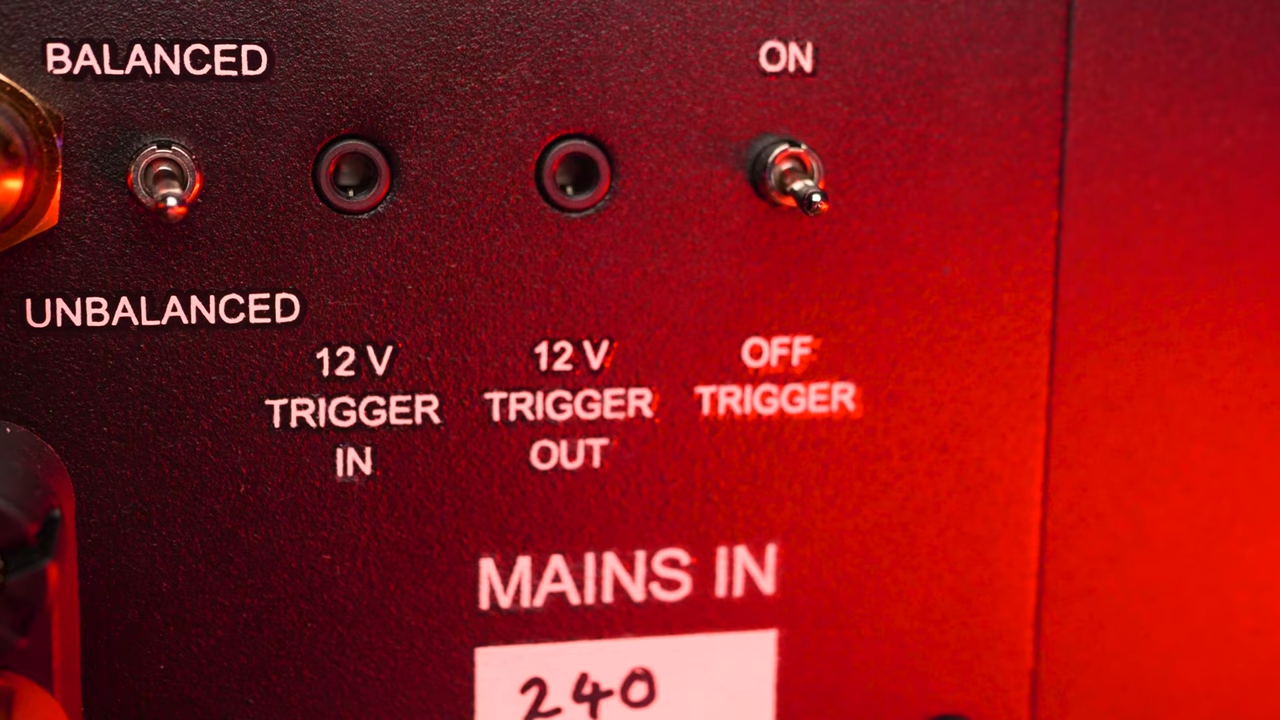 BALANCED
ON
UNBALANCED
12 V
TRIGGER
IN
12 V
TRIGGER
OUT
OFF
TRIGGER
MAINS IN
240